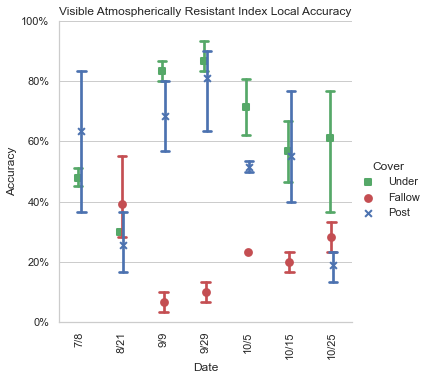 Visible Atmospherically Resistant Index Local Accuracy
100%
80%
60%
40%
20%
0%
Accuracy
7/8
8/21
9/9
9/29
10/5
10/15
10/25
Date
Cover
Under
Fallow
Post